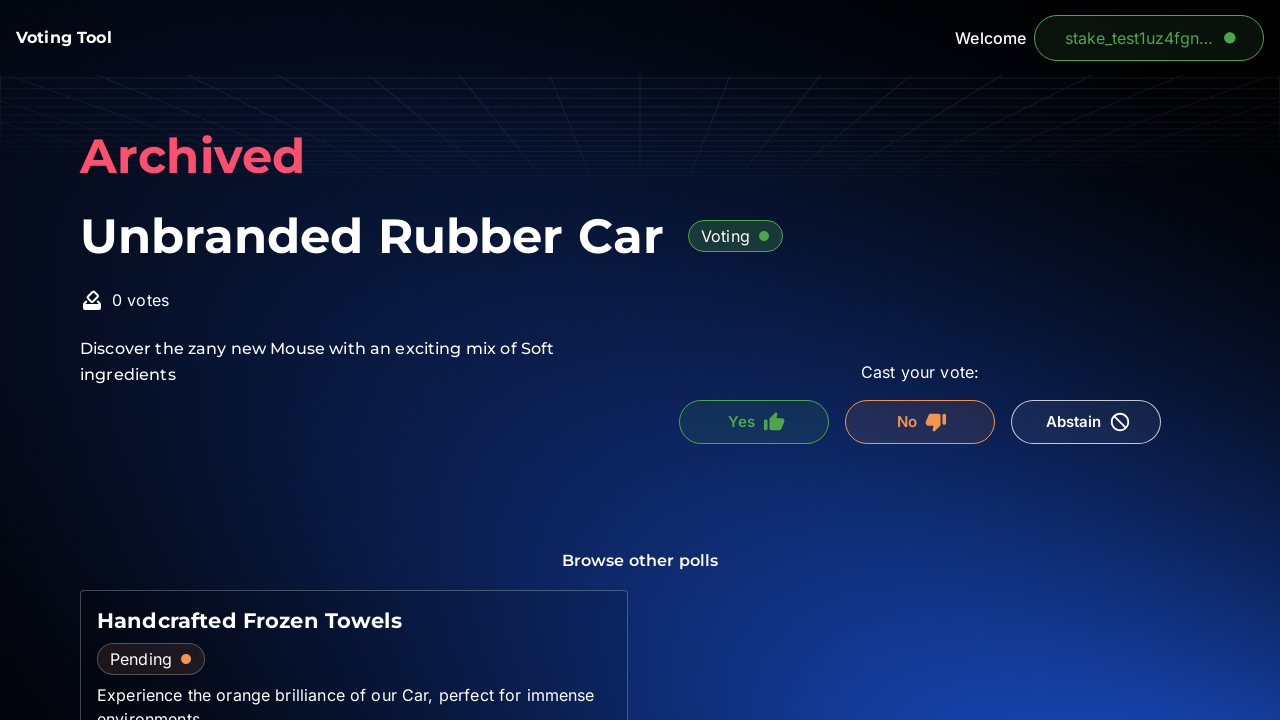 Voting Tool
Welcome
stake_test1uz4fgn...
Archived
Unbranded Rubber Car
Voting
0 votes
Discover the zany new Mouse with an exciting mix of Soft
ingredients
Cast your vote:
Yes
No
Abstain
Browse other polls
Handcrafted Frozen Towels
Pending
Experience the orange brilliance of our Car, perfect for immense
environments